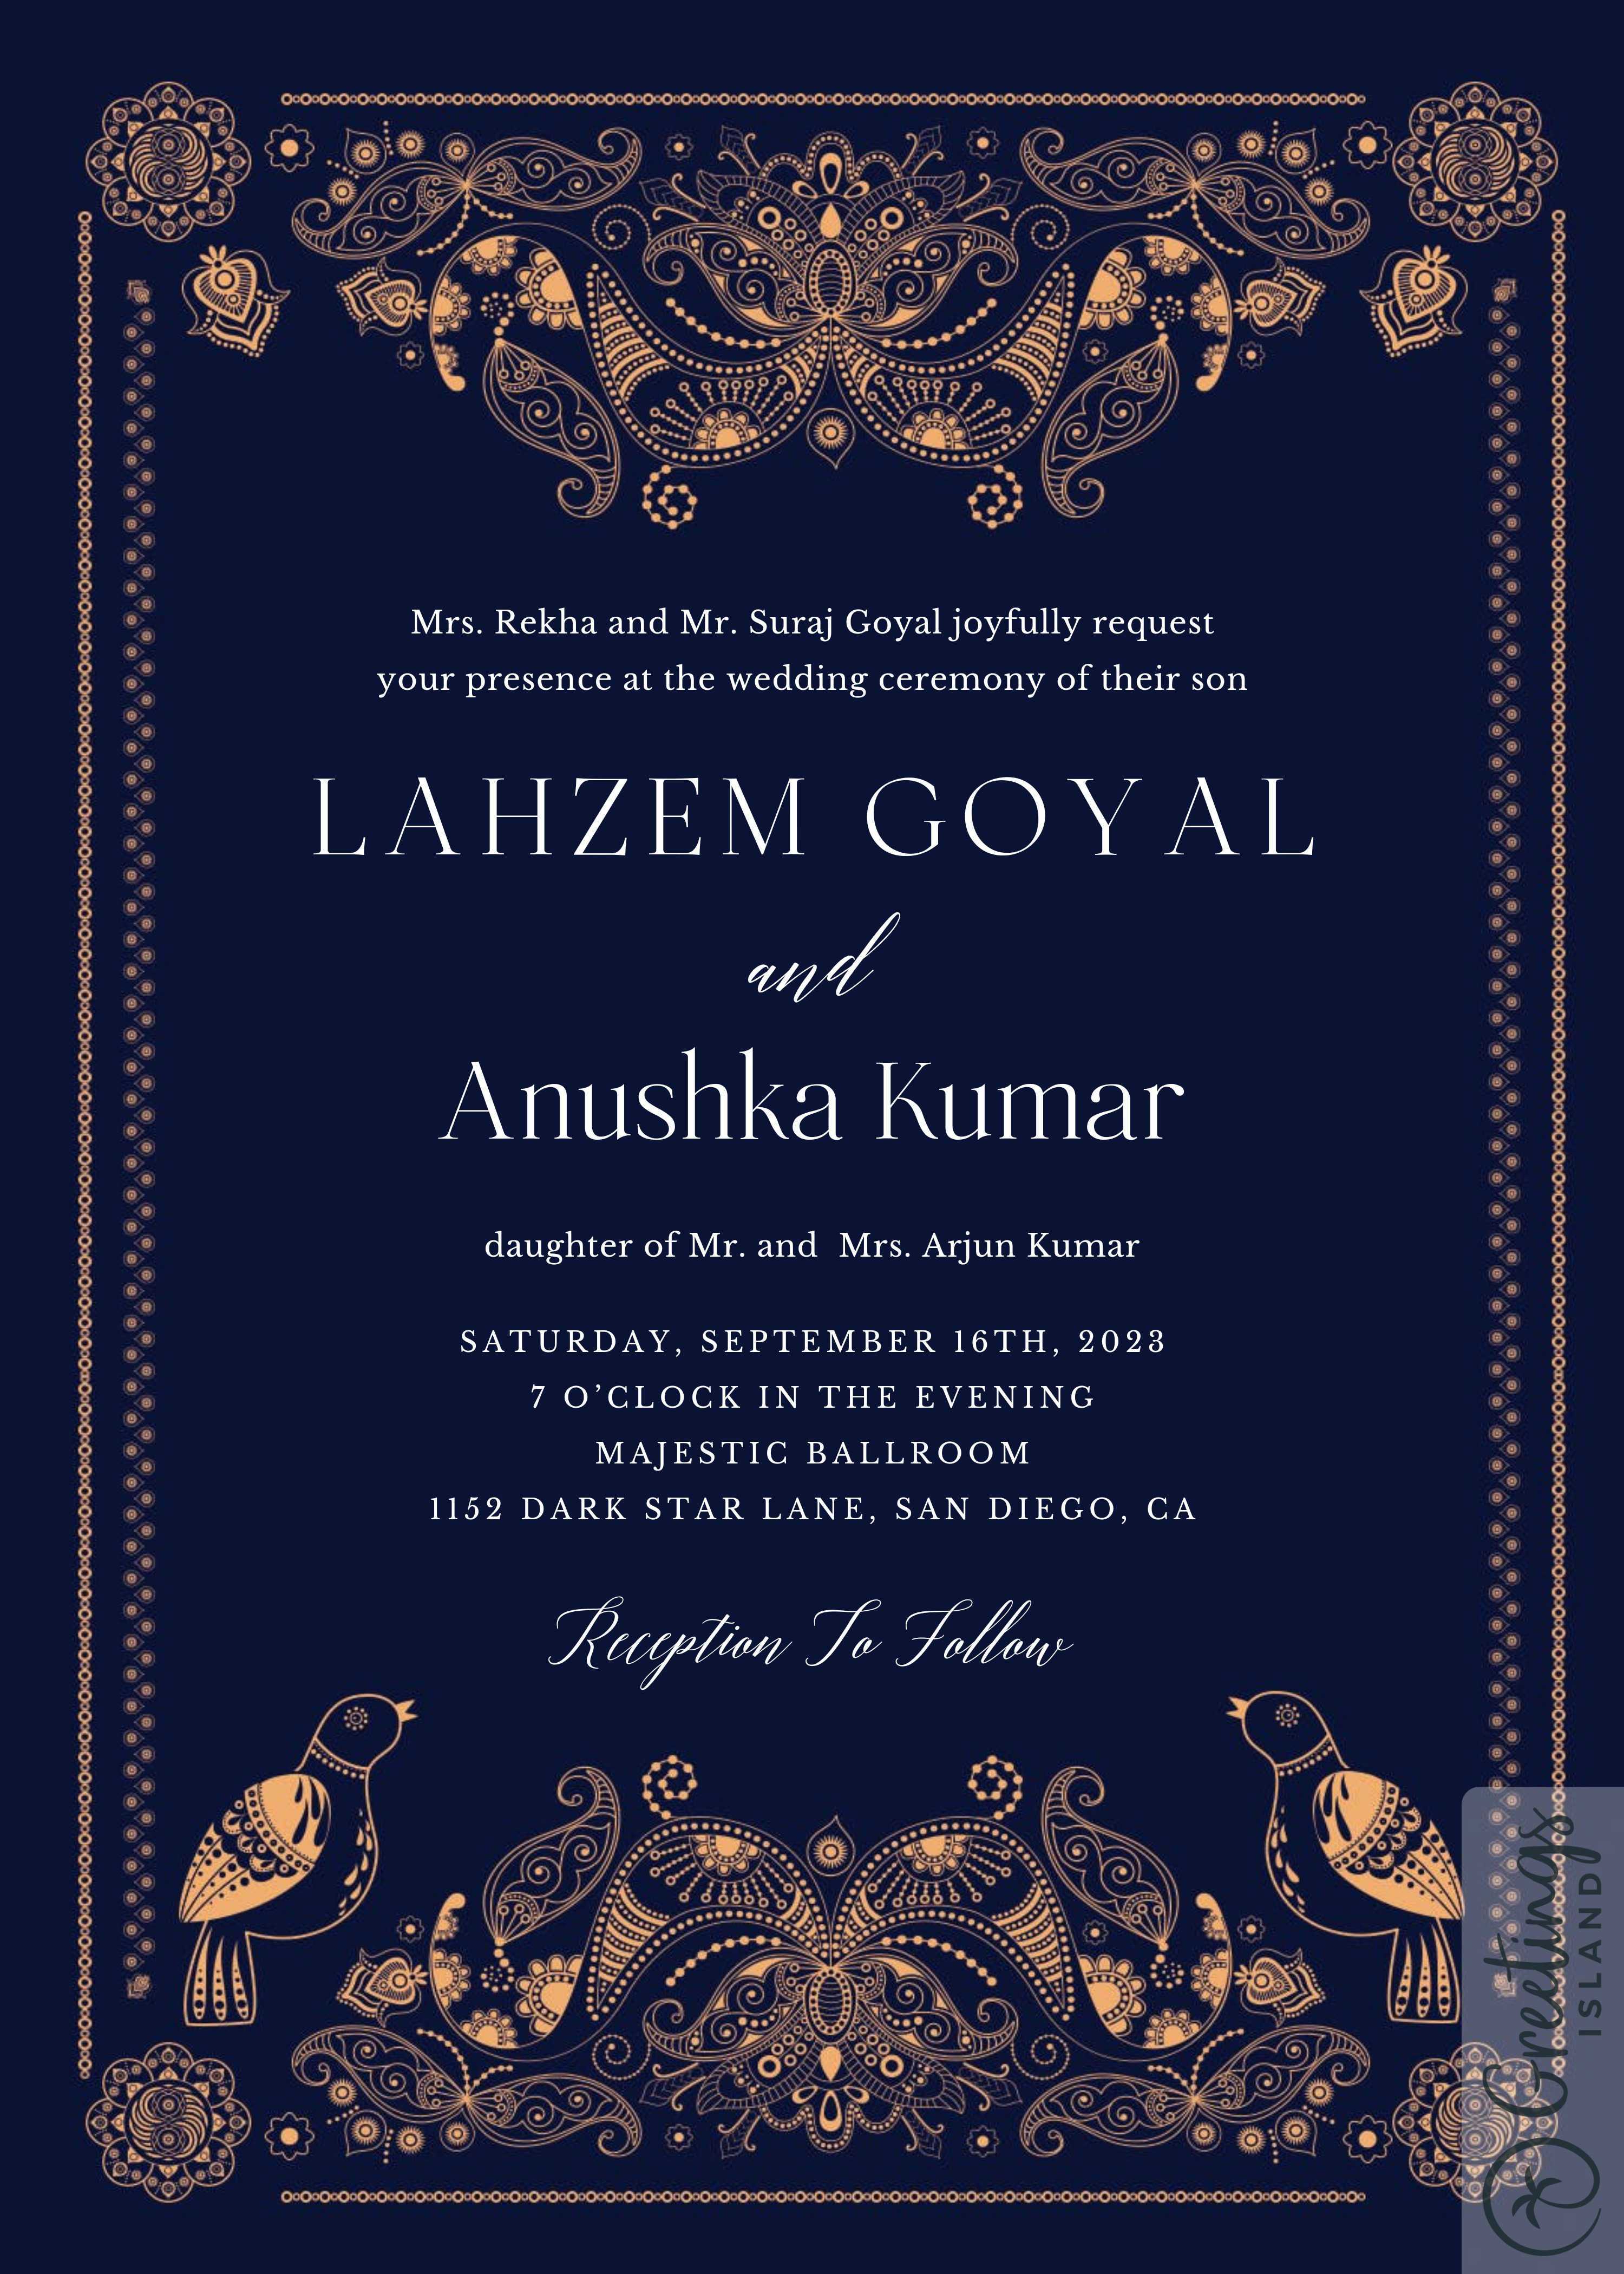 Mrs. Rekha and Mr. Suraj Goyal joyfully request
your presence at the wedding ceremony of their son
LAHZEM GOYAL
and
Anushka Kumar
daughter of Mr. and  Mrs. Arjun Kumar
SATURDAY, SEPTEMBER 16TH, 2023
7 O’CLOCK IN THE EVENING
MAJESTIC BALLROOM
1152 DARK STAR LANE, SAN DIEGO, CA
Reception To Follow
Greetings
ISLAND